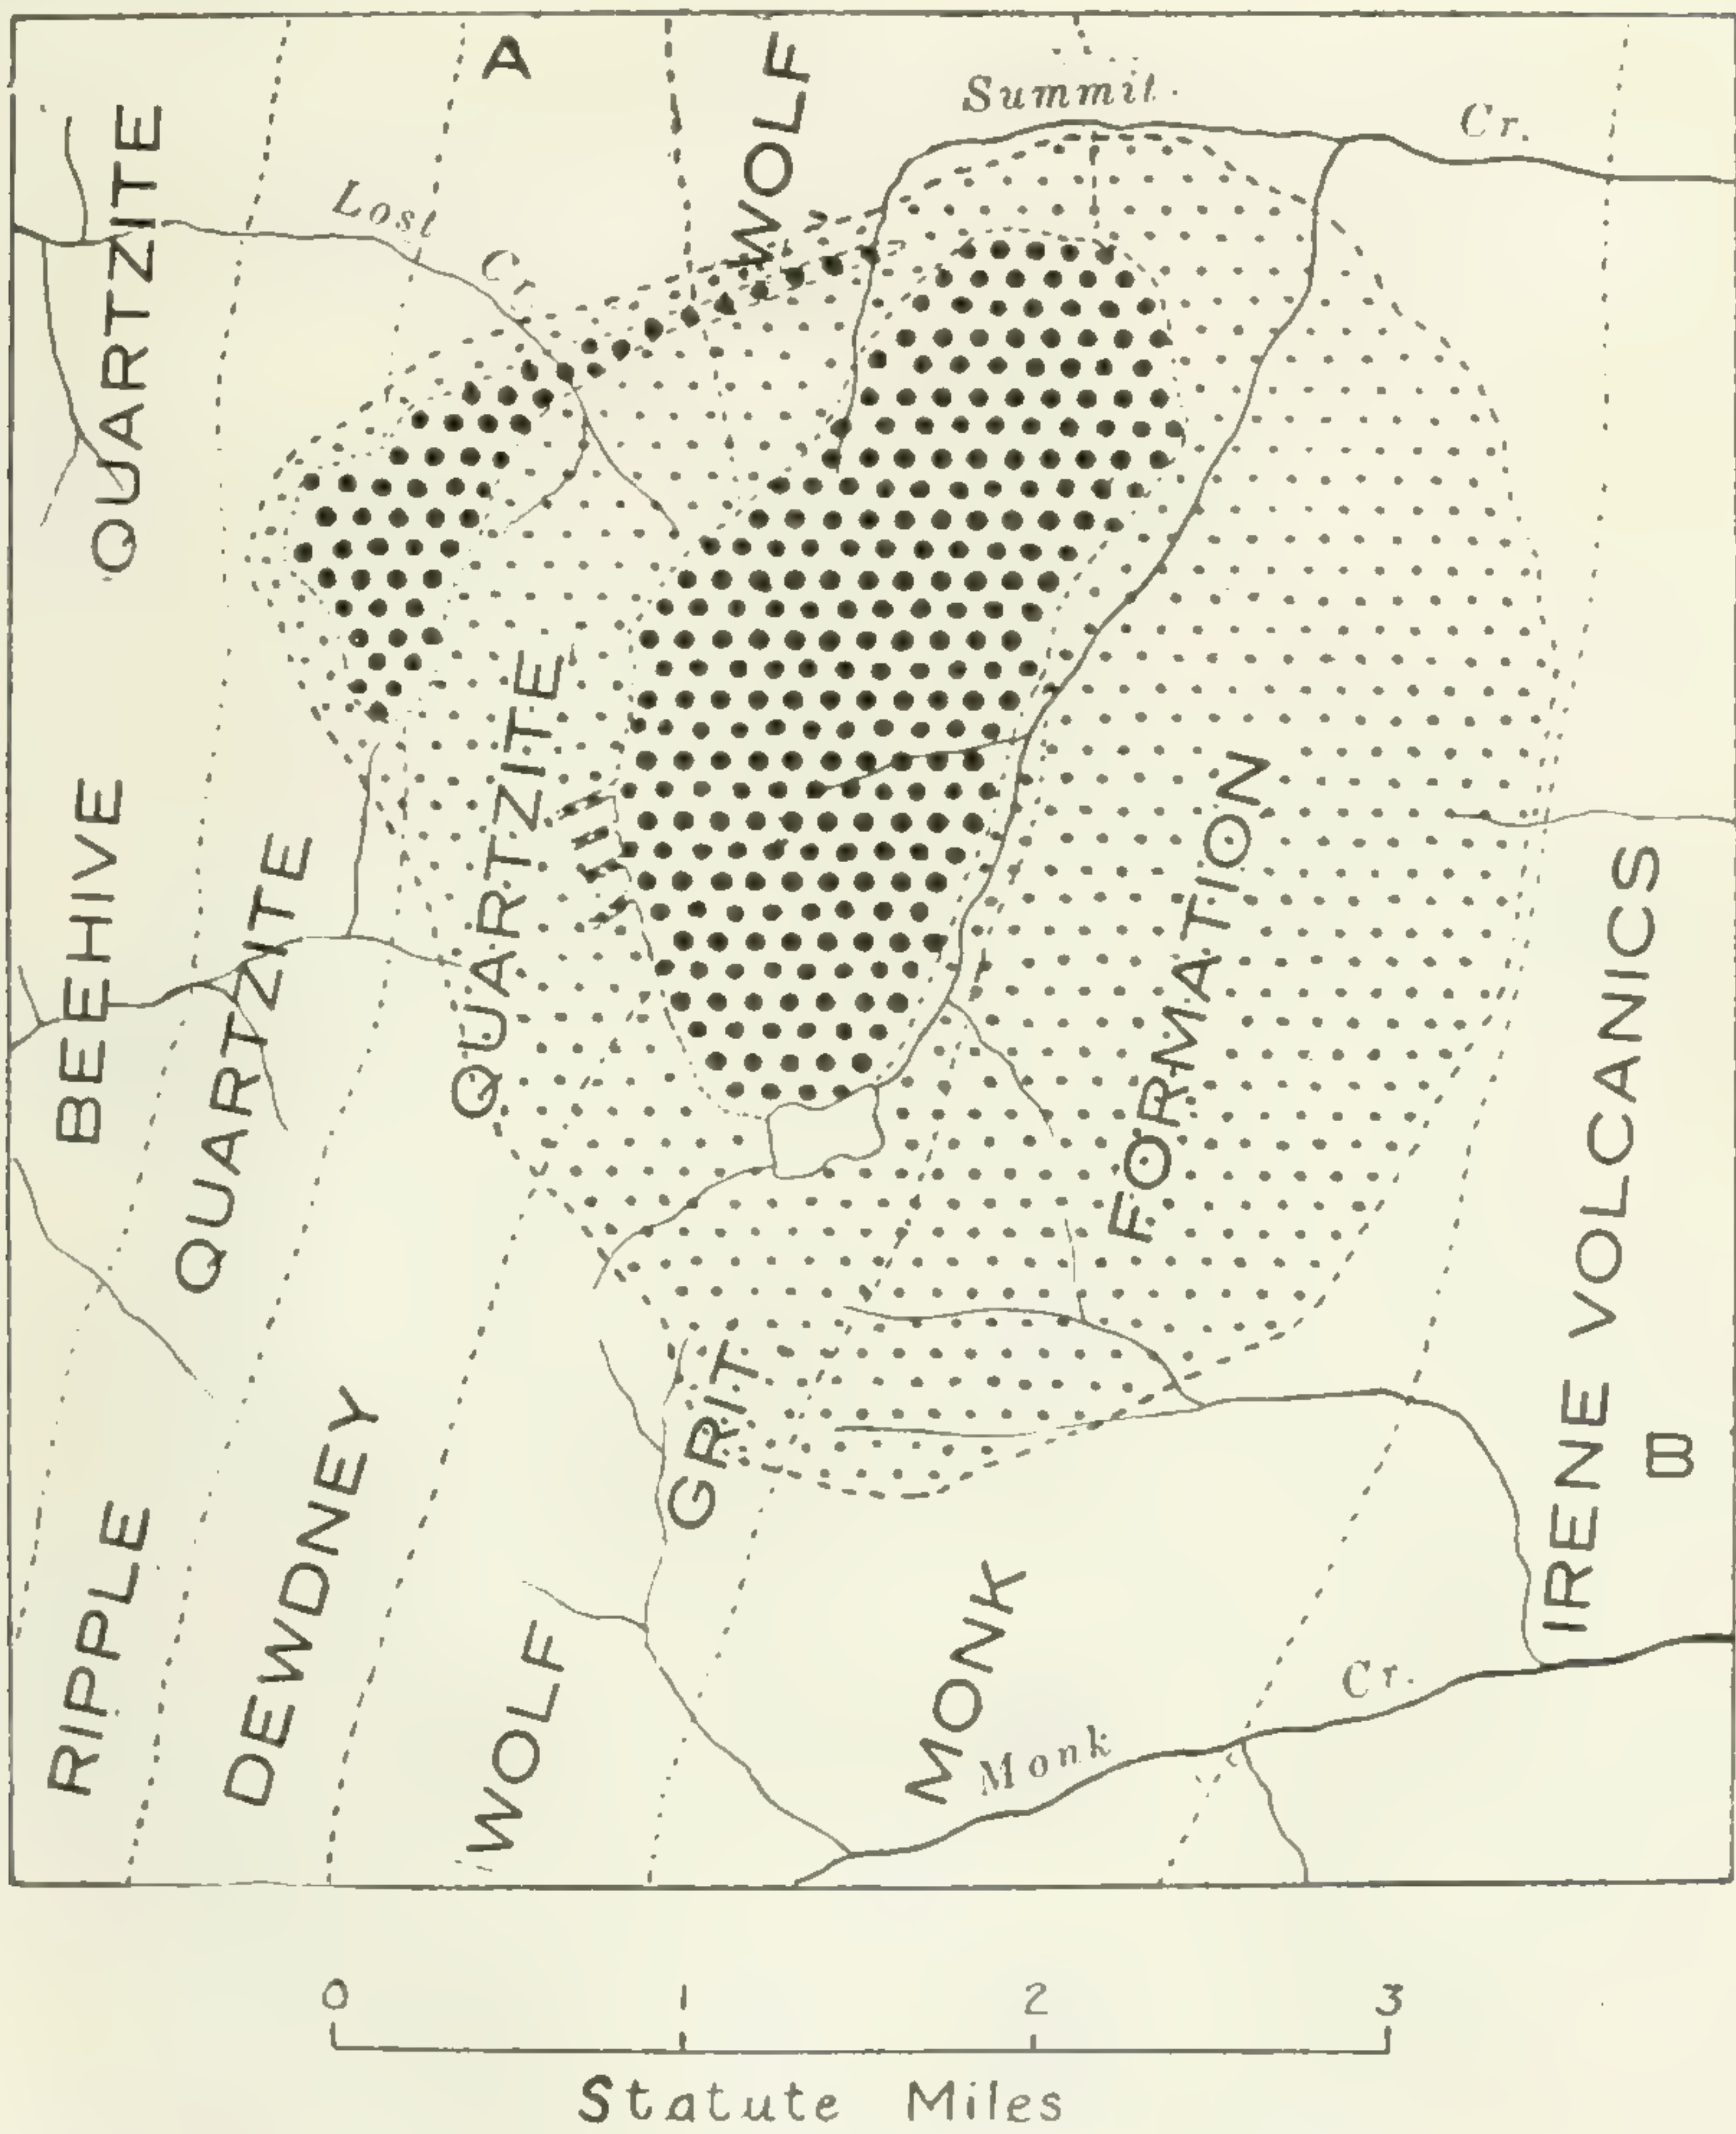 A
WOLF
Summit
Cr.
Lost
Cr.
BEEHIVE QUARTZITE
RIPPLE QUARTZITE
DEWDNEY QUARTZITE
WOLF GRIT
MONK FORMATION
IRENE VOLCANICS
B
Monk Cr.
0 1 2 3
Statute Miles